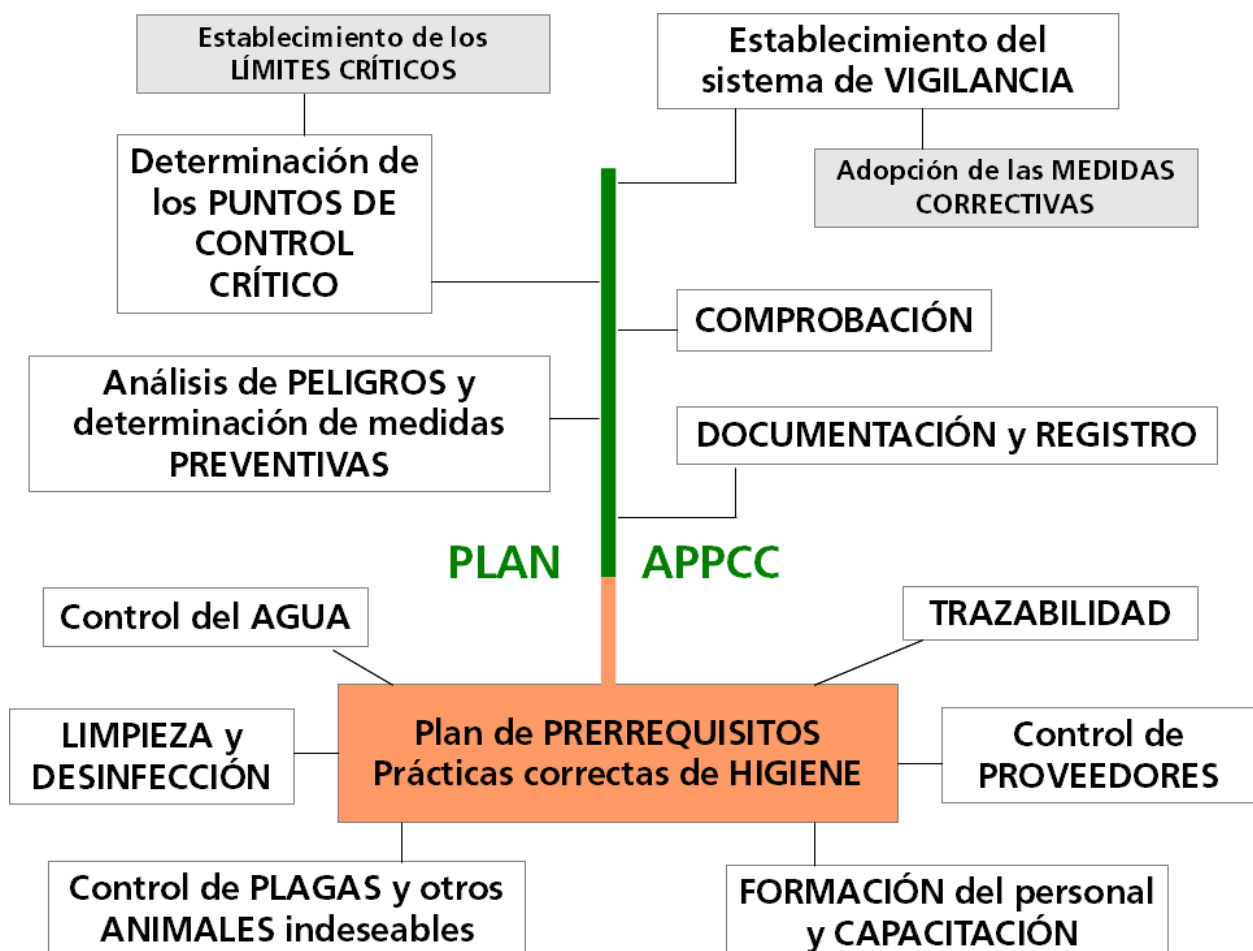 Establecimiento de los
LÍMITES CRÍTICOS
Establecimiento del
sistema de VIGILANCIA
Determinación de
los PUNTOS DE
CONTROL
CRÍTICO
Adopción de las MEDIDAS
CORRECTIVAS
COMPROBACIÓN
Análisis de PELIGROS y
determinación de medidas
PREVENTIVAS
DOCUMENTACIÓN y REGISTRO
PLAN APPCC
Control del AGUA
TRAZABILIDAD
LIMPIEZA y
DESINFECCIÓN
Plan de PRERREQUISITOS
Prácticas correctas de HIGIENE
Control de
PROVEEDORES
Control de PLAGAS y otros
ANIMALES indeseables
FORMACIÓN del personal
y CAPACITACIÓN